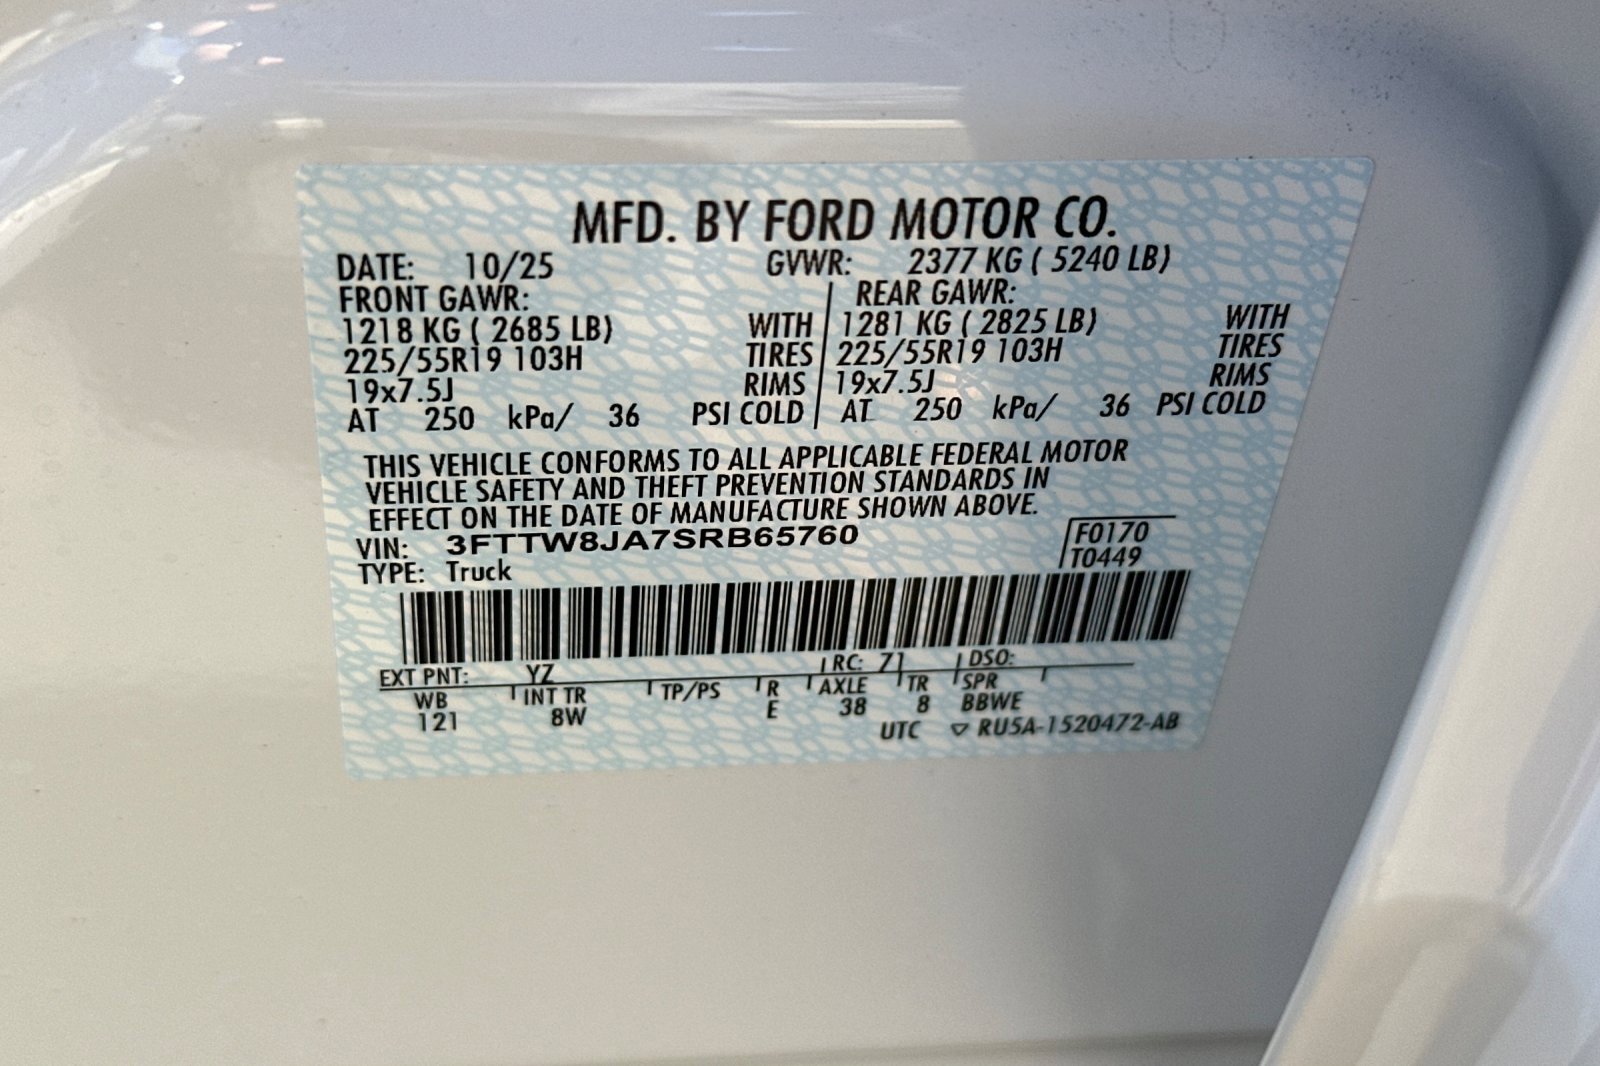 MFD. BY FORD MOTOR CO.
DATE: 10/25 GVWR: 2377 KG ( 5240 LB)
FRONT GAWR: REAR GAWR:
1218 KG ( 2685 LB) WITH 1281 KG ( 2825 LB) WITH
225/55R19 103H TIRES 225/55R19 103H TIRES
19x7.5J RIMS 19x7.5J RIMS
AT 250 kPa/ 36 PSI COLD AT 250 kPa/ 36 PSI COLD
THIS VEHICLE CONFORMS TO ALL APPLICABLE FEDERAL MOTOR
VEHICLE SAFETY AND THEFT PREVENTION STANDARDS IN
EFFECT ON THE DATE OF MANUFACTURE SHOWN ABOVE.
VIN: 3FTTW8JA7SRB65760 F0170
TYPE: Truck T0449
EXT PNT: YZ RC: 71 DSO:
WB INT TR TP/PS R AXLE TR SPR
121 8W E 38 8 BBWE
UTC ▽ RU5A-1520472-AB